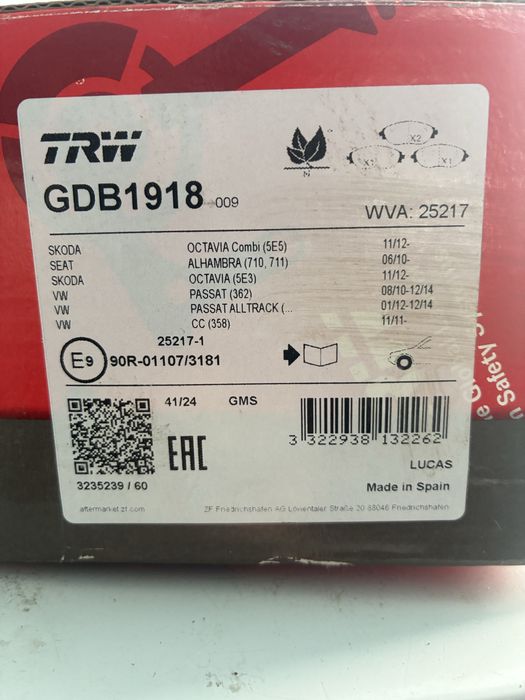 TRW
X2
X1
X1
N
GDB1918 009
WVA: 25217
SKODA OCTAVIA Combi (5E5) 11/12-
SEAT ALHAMBRA (710, 711) 06/10-
SKODA OCTAVIA (5E3) 11/12-
VW PASSAT (362) 08/10-12/14
VW PASSAT ALLTRACK (... 01/12-12/14
VW CC (358) 11/11-
25217-1
E9 90R-01107/3181
41/24 GMS
EAC
3 322938 132262
LUCAS
3235239 / 60
Made in Spain
aftermarket.zf.com
ZF Friedrichshafen AG Löwentaler Straße 20 88046 Friedrichshafen